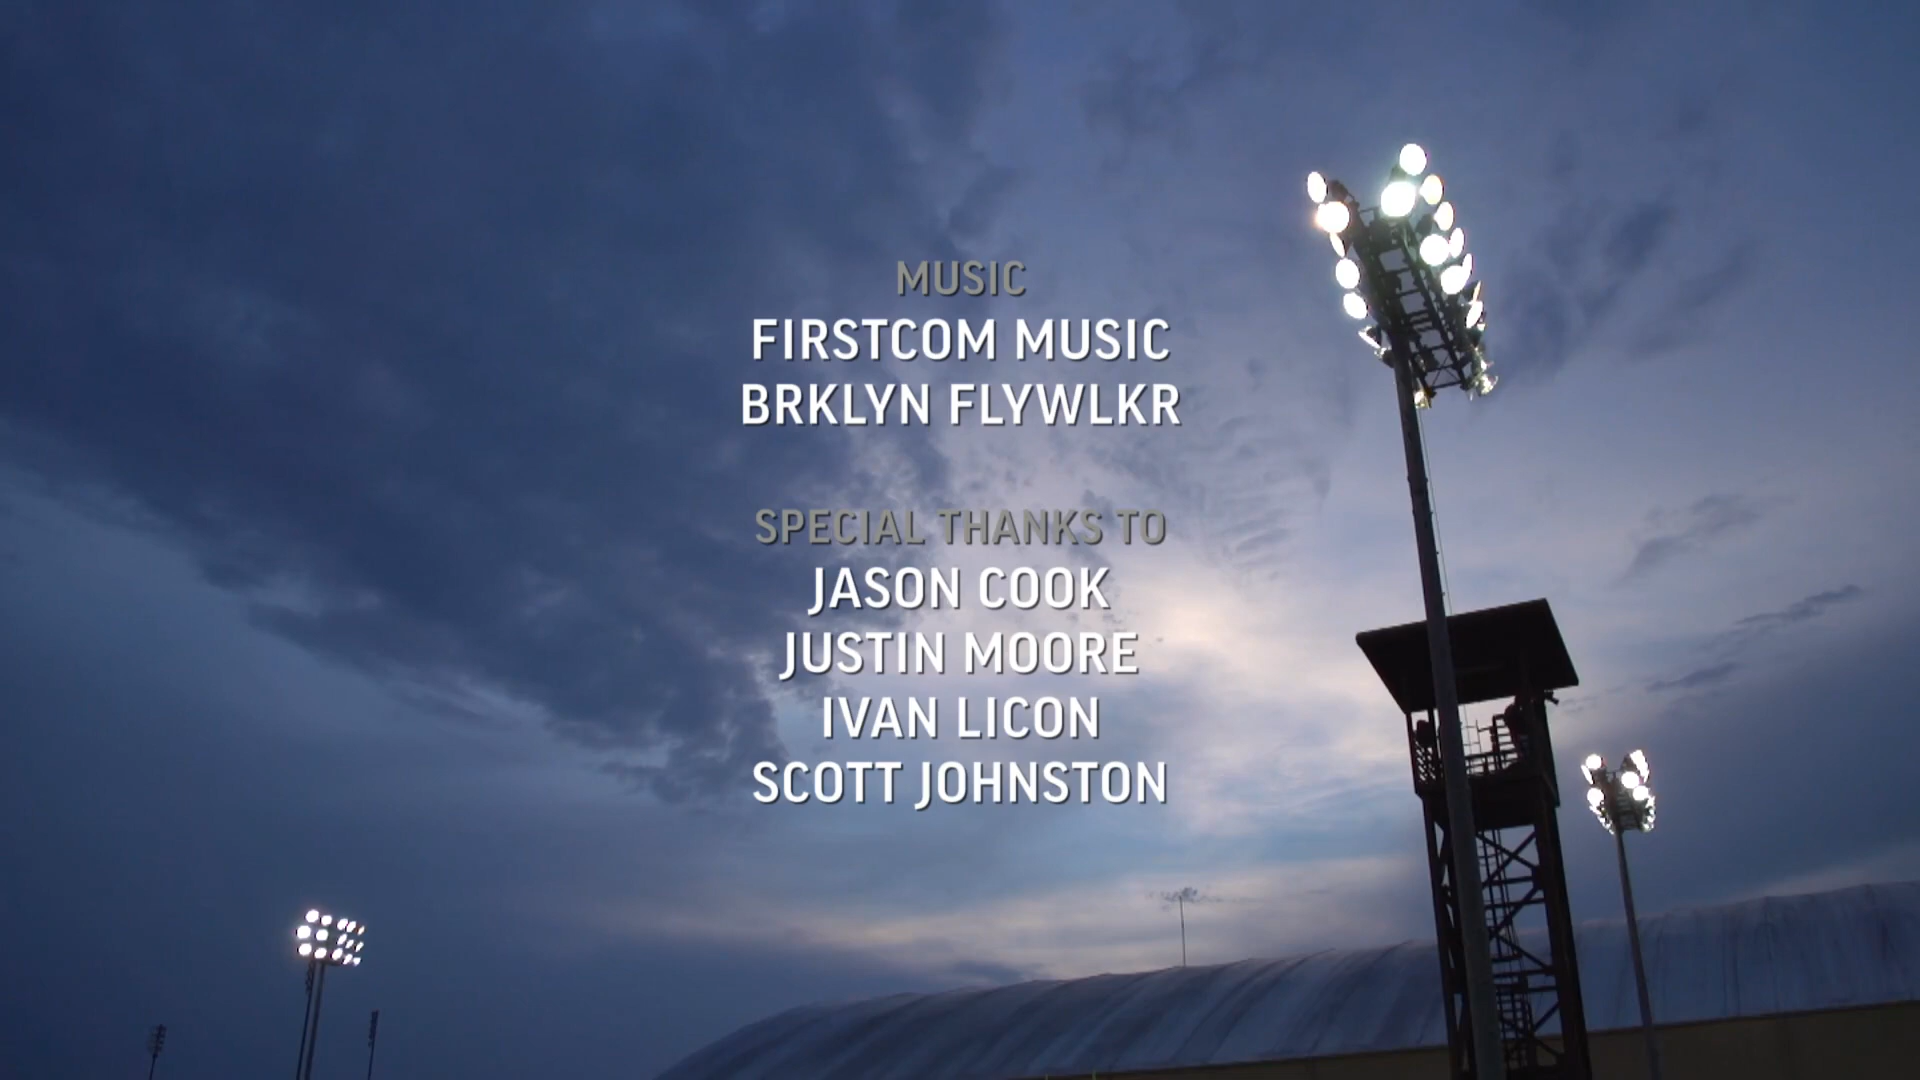 MUSIC
FIRSTCOM MUSIC
BRKLYN FLYWLKR
SPECIAL THANKS TO
JASON COOK
JUSTIN MOORE
IVAN LICON
SCOTT JOHNSTON